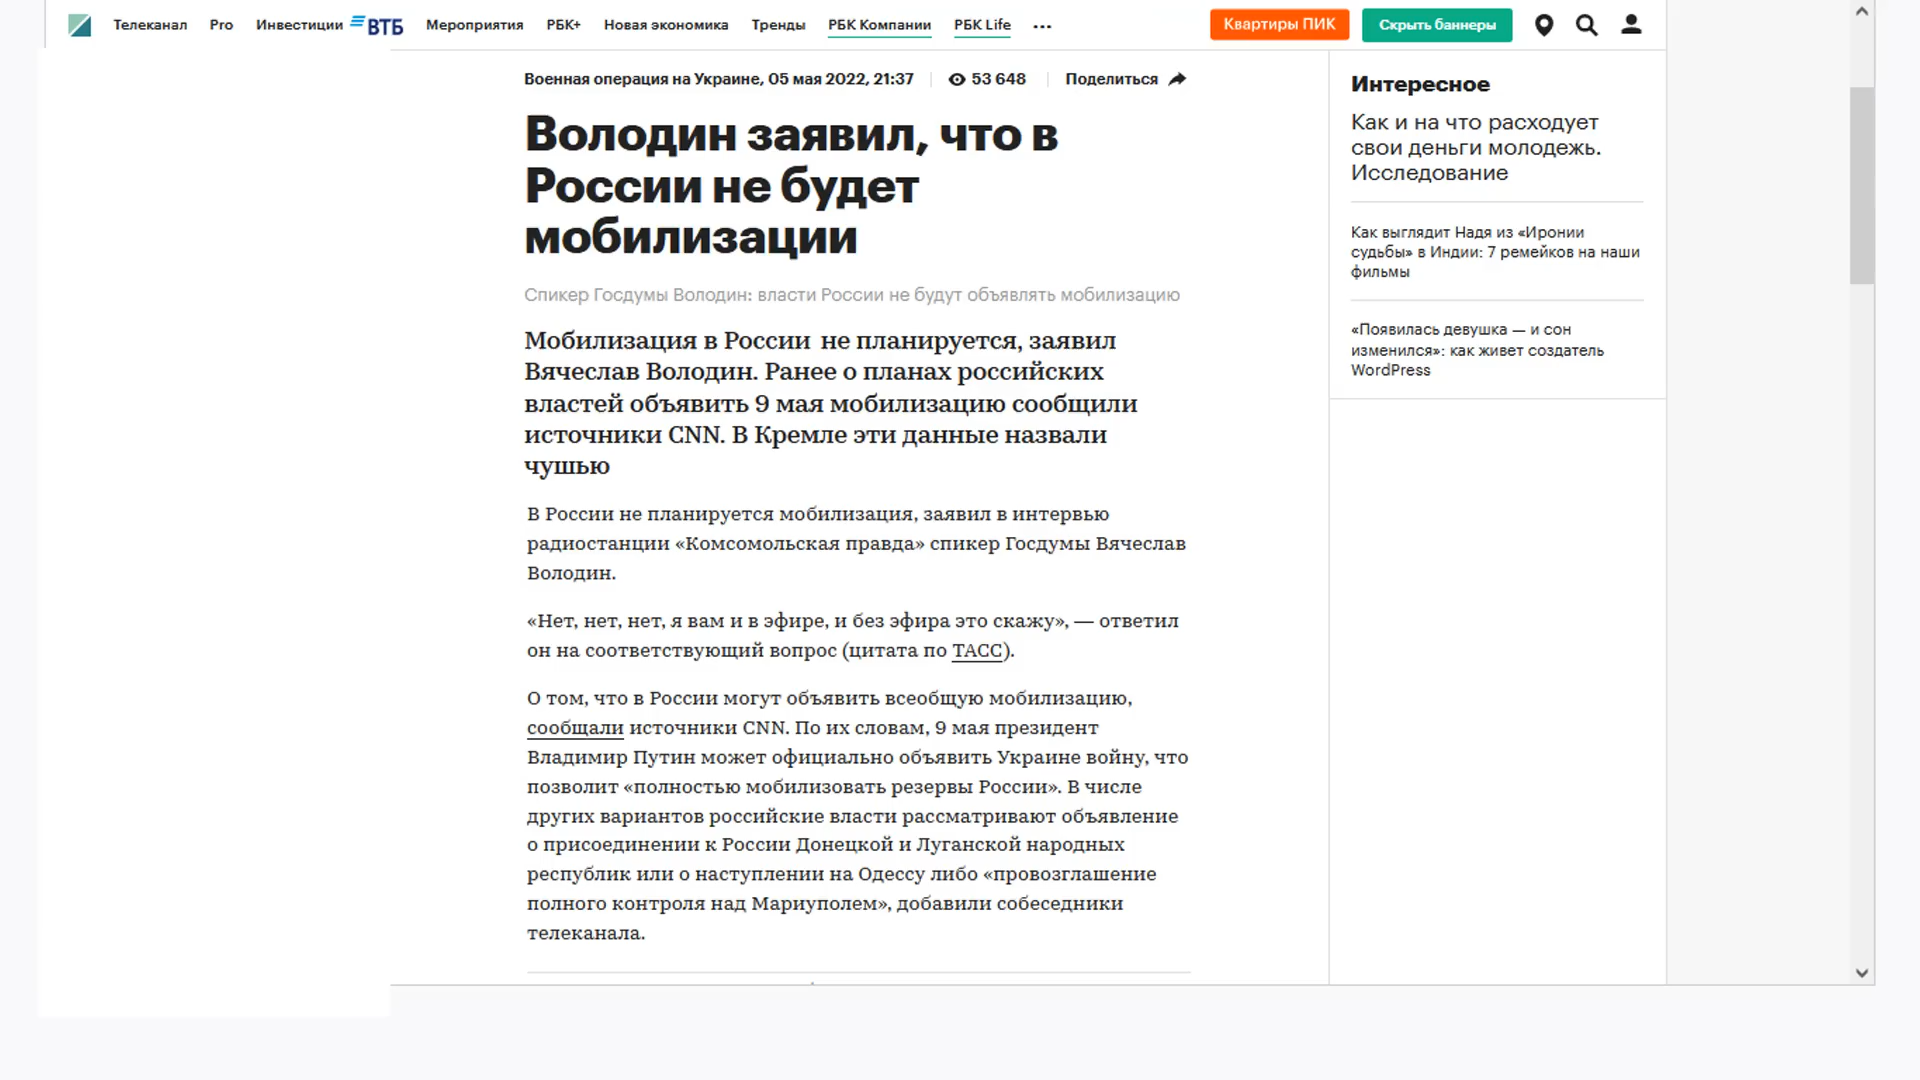 Телеканал Pro Инвестиции ВТБ Мероприятия РБК+ Новая экономика Тренды РБК Компании РБК Life ... Квартиры ПИК Скрыть баннеры
Военная операция на Украине, 05 мая 2022, 21:37 53 648 Поделиться
Володин заявил, что в
России не будет
мобилизации
Спикер Госдумы Володин: власти России не будут объявлять мобилизацию
Мобилизация в России не планируется, заявил
Вячеслав Володин. Ранее о планах российских
властей объявить 9 мая мобилизацию сообщили
источники CNN. В Кремле эти данные назвали
чушью
В России не планируется мобилизация, заявил в интервью
радиостанции «Комсомольская правда» спикер Госдумы Вячеслав
Володин.
«Нет, нет, нет, я вам и в эфире, и без эфира это скажу», — ответил
он на соответствующий вопрос (цитата по ТАСС).
О том, что в России могут объявить всеобщую мобилизацию,
сообщали источники CNN. По их словам, 9 мая президент
Владимир Путин может официально объявить Украине войну, что
позволит «полностью мобилизовать резервы России». В числе
других вариантов российские власти рассматривают объявление
о присоединении к России Донецкой и Луганской народных
республик или о наступлении на Одессу либо «провозглашение
полного контроля над Мариуполем», добавили собеседники
телеканала.
Интересное
Как и на что расходует
свои деньги молодежь.
Исследование
Как выглядит Надя из «Иронии
судьбы» в Индии: 7 ремейков на наши
фильмы
«Появилась девушка — и сон
изменился»: как живет создатель
WordPress